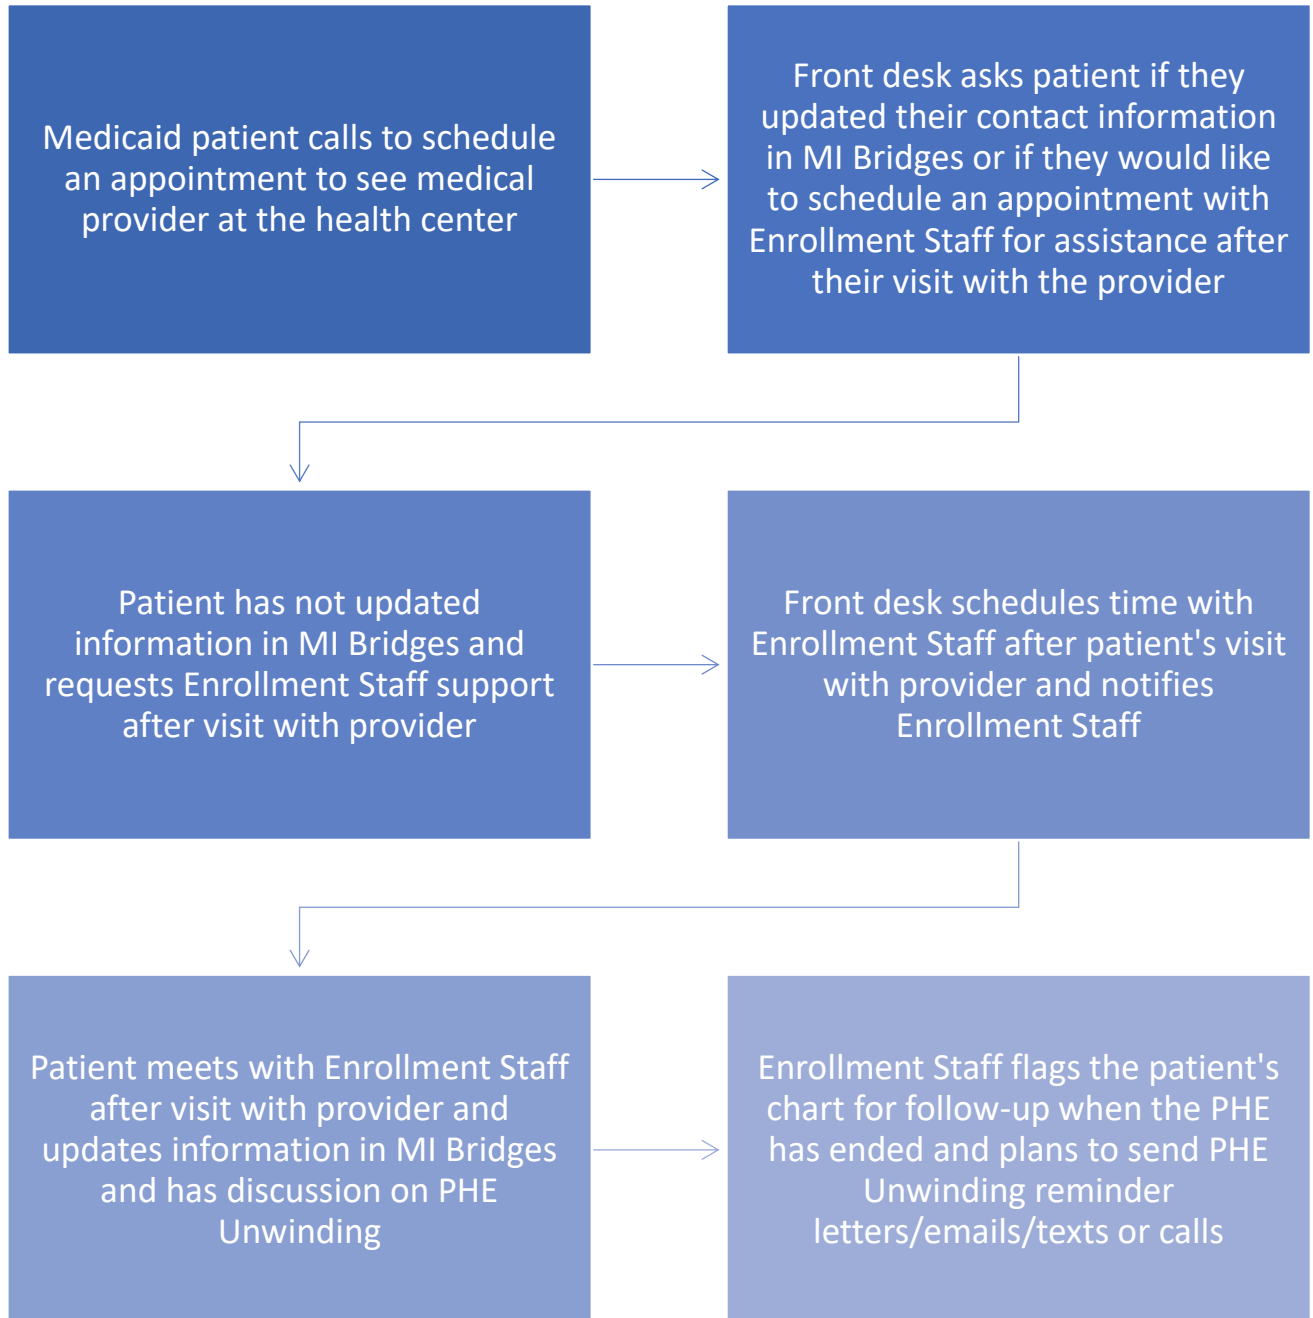 Medicaid patient calls to schedule
an appointment to see medical
provider at the health center
Front desk asks patient if they
updated their contact information
in MI Bridges or if they would like
to schedule an appointment with
Enrollment Staff for assistance after
their visit with the provider
Patient has not updated
information in MI Bridges and
requests Enrollment Staff support
after visit with provider
Front desk schedules time with
Enrollment Staff after patient's visit
with provider and notifies
Enrollment Staff
Patient meets with Enrollment Staff
after visit with provider and
updates information in MI Bridges
and has discussion on PHE
Unwinding
Enrollment Staff flags the patient's
chart for follow-up when the PHE
has ended and plans to send PHE
Unwinding reminder
letters/emails/texts or calls